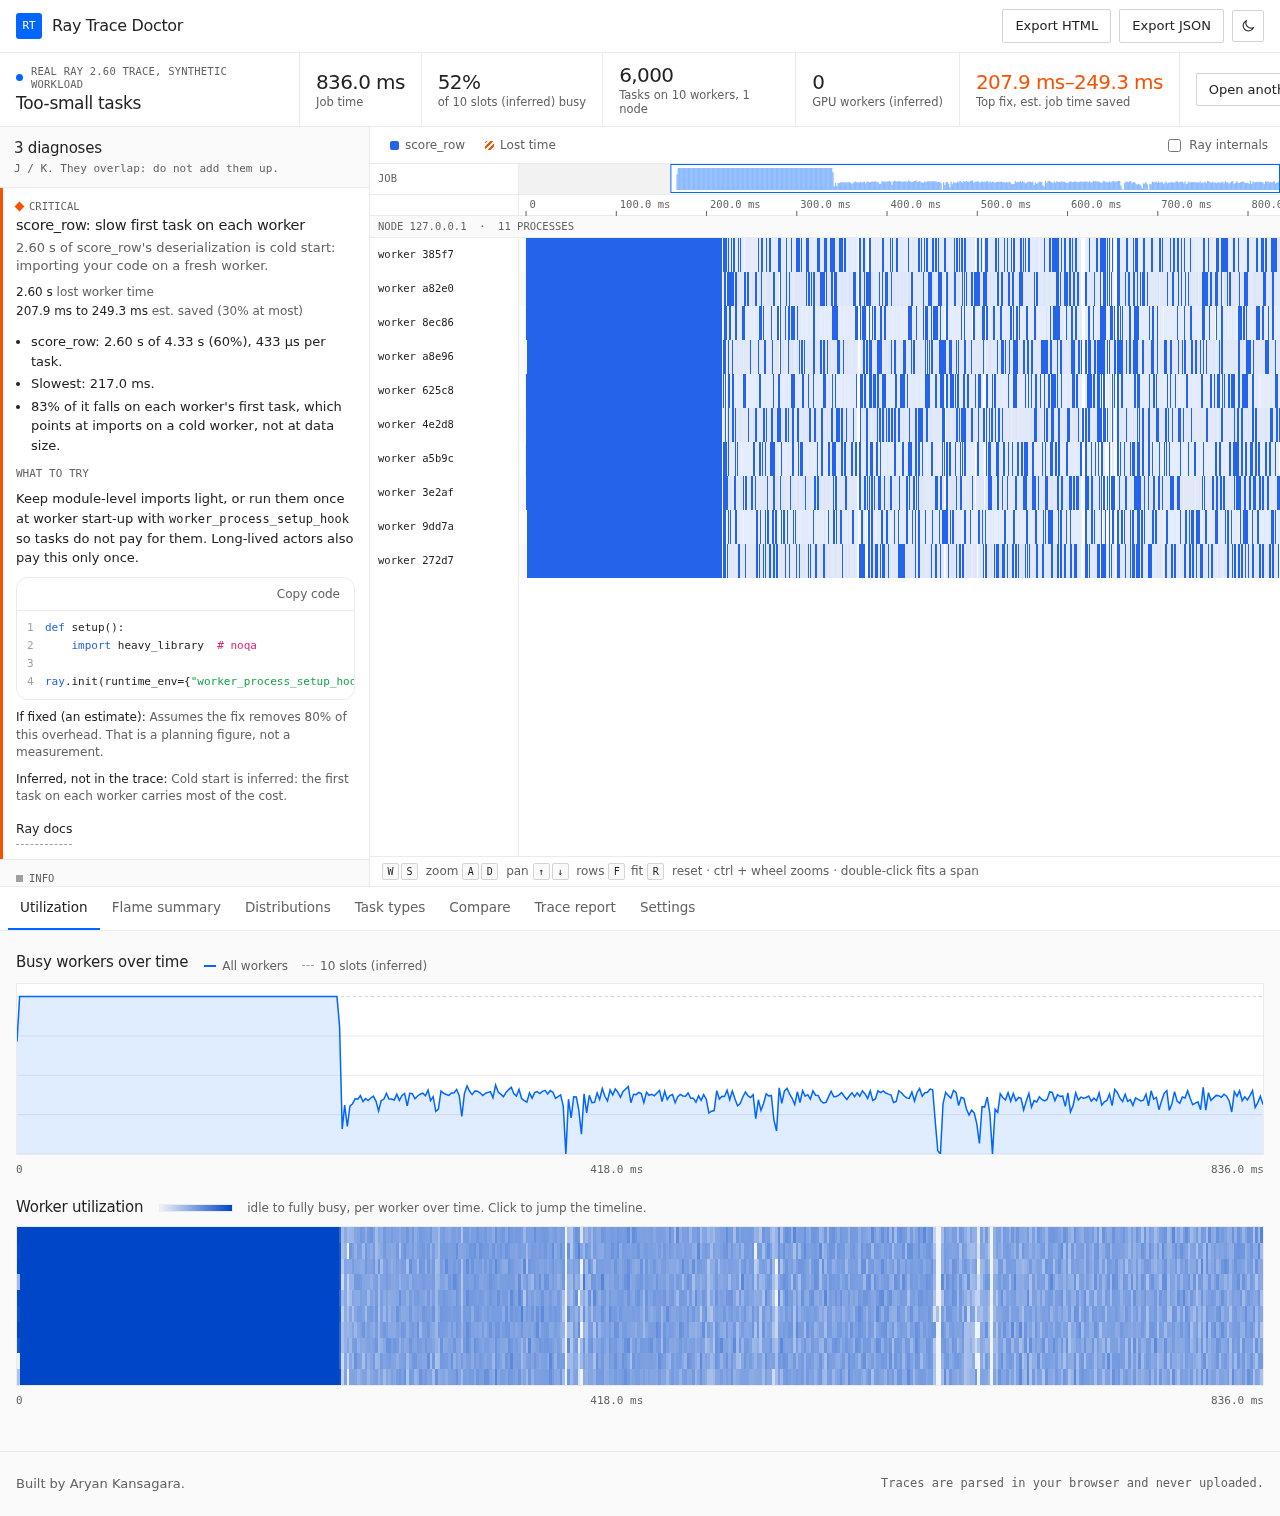 RT Ray Trace Doctor
Export HTML
Export JSON
REAL RAY 2.60 TRACE, SYNTHETIC
WORKLOAD
Too-small tasks
836.0 ms
Job time
52%
of 10 slots (inferred) busy
6,000
Tasks on 10 workers, 1
node
0
GPU workers (inferred)
207.9 ms–249.3 ms
Top fix, est. job time saved
Open anoth
3 diagnoses
J / K. They overlap: do not add them up.
CRITICAL
score_row: slow first task on each worker
2.60 s of score_row's deserialization is cold start:
importing your code on a fresh worker.
2.60 s lost worker time
207.9 ms to 249.3 ms est. saved (30% at most)
• score_row: 2.60 s of 4.33 s (60%), 433 µs per
task.
• Slowest: 217.0 ms.
• 83% of it falls on each worker's first task, which
points at imports on a cold worker, not at data
size.
WHAT TO TRY
Keep module-level imports light, or run them once
at worker start-up with worker_process_setup_hook
so tasks do not pay for them. Long-lived actors also
pay this only once.
Copy code
1 def setup():
2     import heavy_library  # noqa
3
4 ray.init(runtime_env={"worker_process_setup_hoo
If fixed (an estimate): Assumes the fix removes 80% of
this overhead. That is a planning figure, not a
measurement.
Inferred, not in the trace: Cold start is inferred: the first
task on each worker carries most of the cost.
Ray docs
INFO
score_row
Lost time
Ray internals
JOB
0
100.0 ms
200.0 ms
300.0 ms
400.0 ms
500.0 ms
600.0 ms
700.0 ms
800.0
NODE 127.0.0.1 · 11 PROCESSES
worker 385f7
worker a82e0
worker 8ec86
worker a8e96
worker 625c8
worker 4e2d8
worker a5b9c
worker 3e2af
worker 9dd7a
worker 272d7
W S zoom A D pan ↑ ↓ rows F fit R reset · ctrl + wheel zooms · double-click fits a span
Utilization
Flame summary
Distributions
Task types
Compare
Trace report
Settings
Busy workers over time
All workers
10 slots (inferred)
0
418.0 ms
836.0 ms
Worker utilization
idle to fully busy, per worker over time. Click to jump the timeline.
0
418.0 ms
836.0 ms
Built by Aryan Kansagara.
Traces are parsed in your browser and never uploaded.